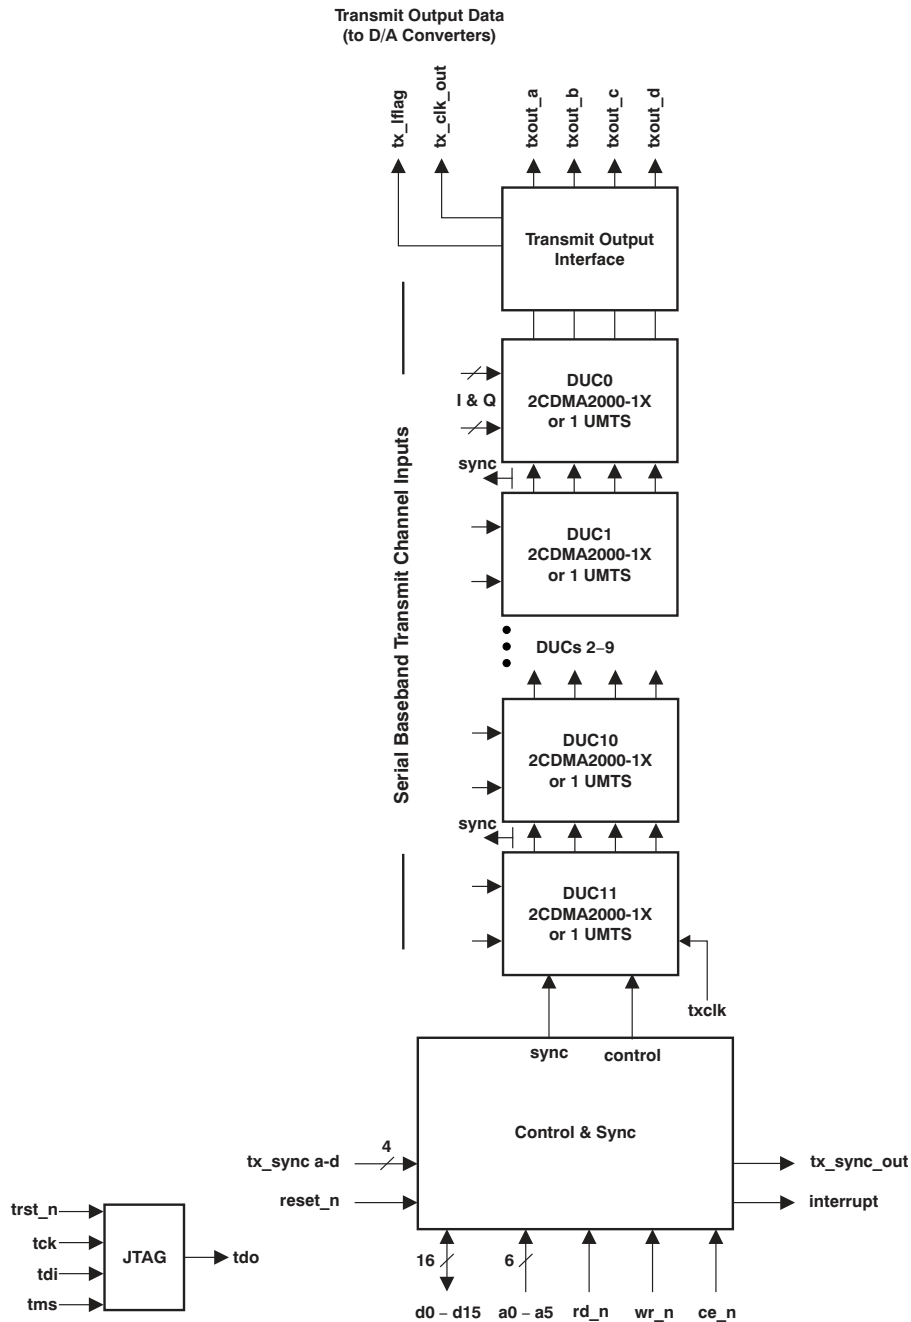 Transmit Output Data
(to D/A Converters)
tx_lflag
tx_clk_out
txout_a
txout_b
txout_c
txout_d
Transmit Output
Interface
Serial Baseband Transmit Channel Inputs
DUC0
2CDMA2000-1X
or 1 UMTS
I & Q
sync
DUC1
2CDMA2000-1X
or 1 UMTS
DUCs 2–9
DUC10
2CDMA2000-1X
or 1 UMTS
sync
DUC11
2CDMA2000-1X
or 1 UMTS
txclk
sync control
Control & Sync
4
tx_sync a-d
reset_n
tx_sync_out
interrupt
trst_n
tck
tdi
tms
JTAG
tdo
16
6
d0 – d15
a0 – a5
rd_n
wr_n
ce_n